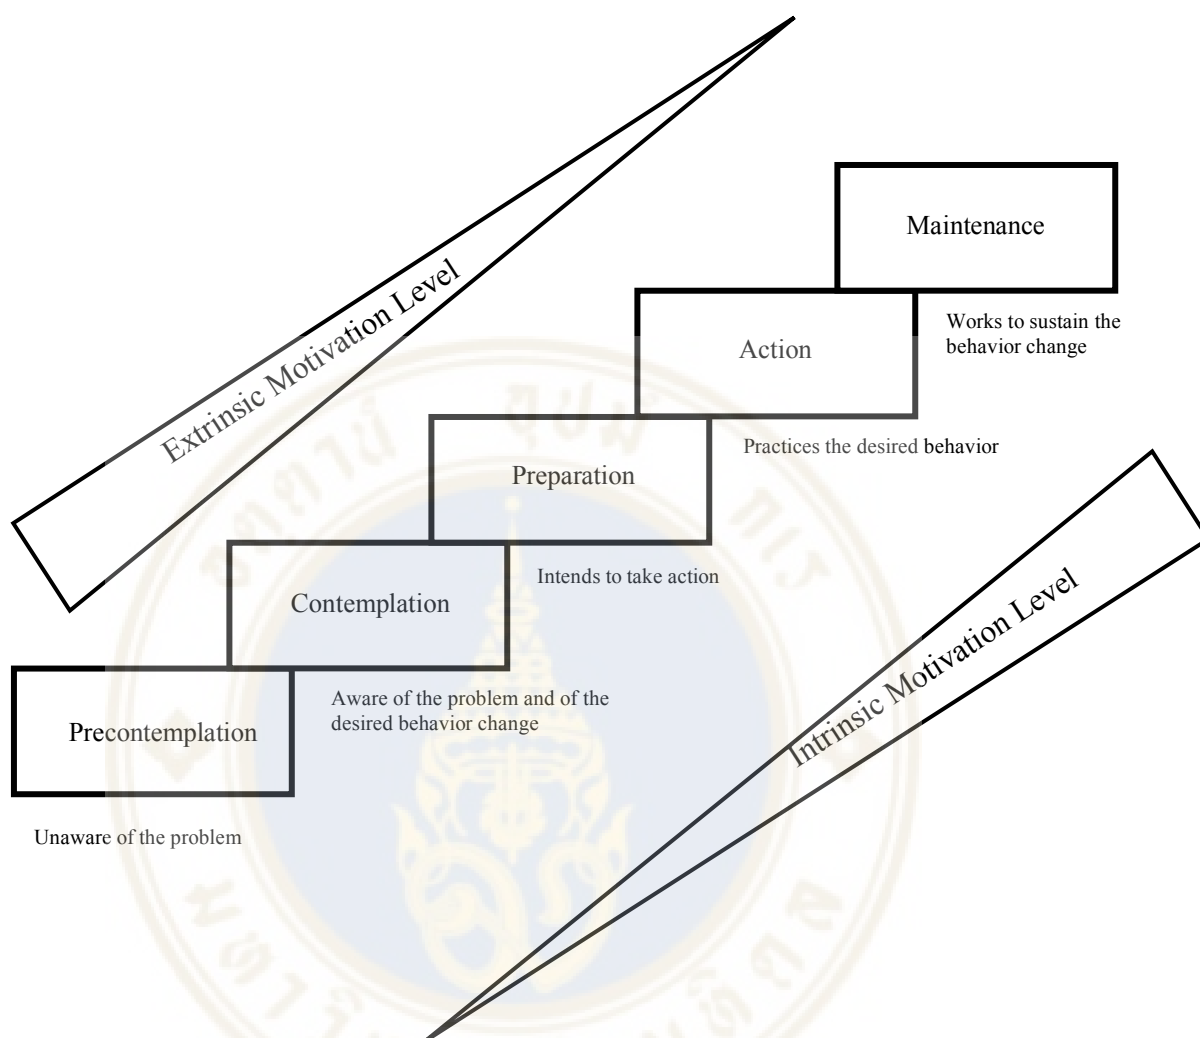 Extrinsic Motivation Level
Maintenance
Works to sustain the
behavior change
Action
Practices the desired behavior
Preparation
Intends to take action
Contemplation
Aware of the problem and of the
desired behavior change
Precontemplation
Unaware of the problem
Intrinsic Motivation Level